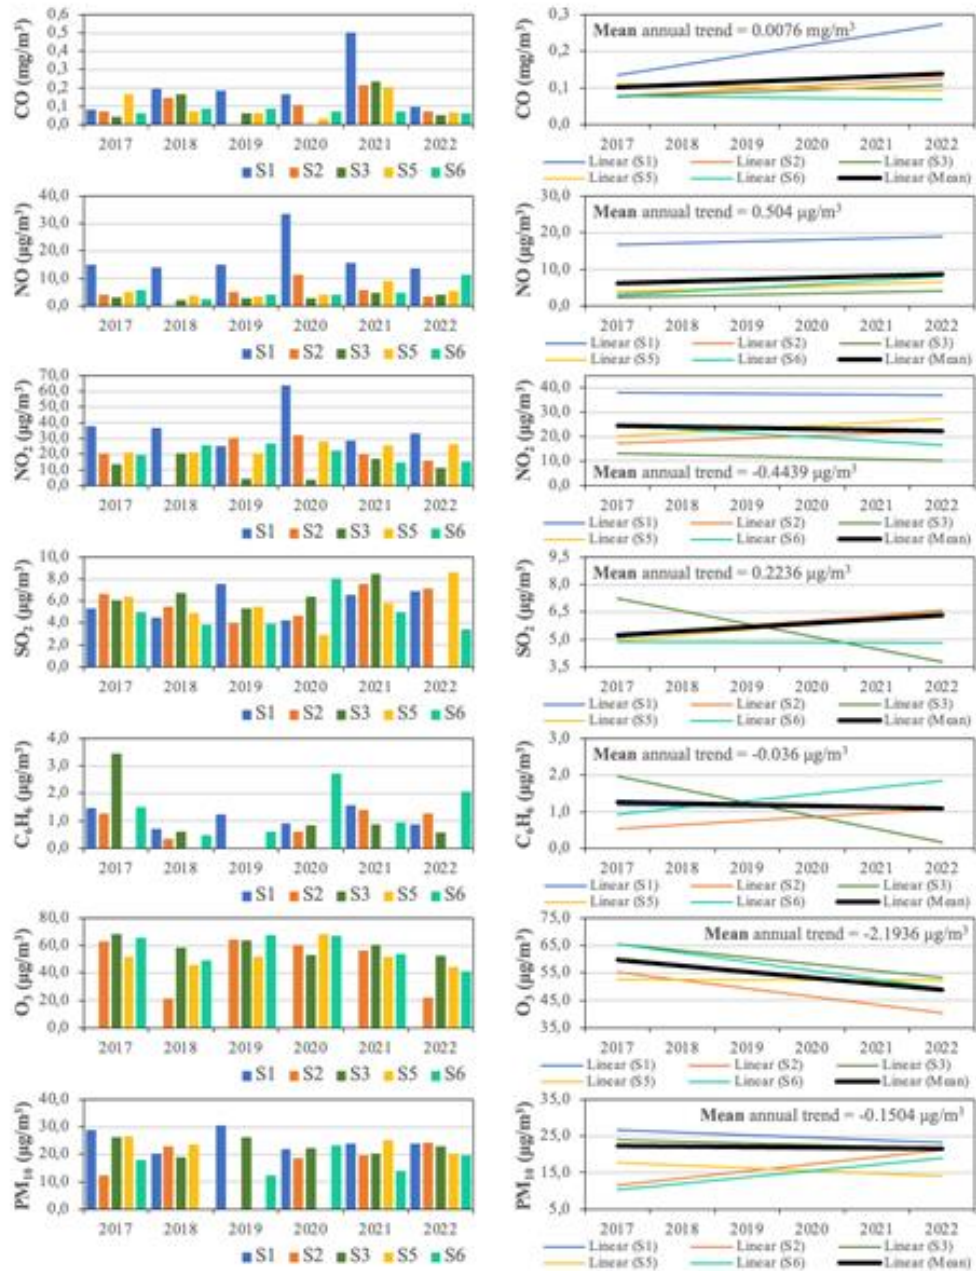 CO (mg/m³)
0,6
0,5
0,4
0,3
0,2
0,1
0,0
2017 2018 2019 2020 2021 2022
S1 S2 S3 S5 S6
CO (mg/m³)
0,3
0,2
0,1
0,0
Mean annual trend = 0.0076 mg/m³
2017 2018 2019 2020 2021 2022
Linear (S1) Linear (S2) Linear (S3)
Linear (S5) Linear (S6) Linear (Mean)
NO (µg/m³)
40,0
30,0
20,0
10,0
0,0
2017 2018 2019 2020 2021 2022
S1 S2 S3 S5 S6
NO (µg/m³)
30,0
20,0
10,0
0,0
Mean annual trend = 0.504 µg/m³
2017 2018 2019 2020 2021 2022
Linear (S1) Linear (S2) Linear (S3)
Linear (S5) Linear (S6) Linear (Mean)
NO₂ (µg/m³)
70,0
60,0
50,0
40,0
30,0
20,0
10,0
0,0
2017 2018 2019 2020 2021 2022
S1 S2 S3 S5 S6
NO₂ (µg/m³)
40,0
30,0
20,0
10,0
0,0
Mean annual trend = -0.4439 µg/m³
2017 2018 2019 2020 2021 2022
Linear (S1) Linear (S2) Linear (S3)
Linear (S5) Linear (S6) Linear (Mean)
SO₂ (µg/m³)
10,0
8,0
6,0
4,0
2,0
0,0
2017 2018 2019 2020 2021 2022
S1 S2 S3 S5 S6
SO₂ (µg/m³)
9,5
7,5
5,5
3,5
Mean annual trend = 0.2236 µg/m³
2017 2018 2019 2020 2021 2022
Linear (S1) Linear (S2) Linear (S3)
Linear (S5) Linear (S6) Linear (Mean)
C₆H₆ (µg/m³)
4,0
3,0
2,0
1,0
0,0
2017 2018 2019 2020 2021 2022
S1 S2 S3 S5 S6
C₆H₆ (µg/m³)
3,0
2,0
1,0
0,0
Mean annual trend = -0.036 µg/m³
2017 2018 2019 2020 2021 2022
Linear (S1) Linear (S2) Linear (S3)
Linear (S5) Linear (S6) Linear (Mean)
O₃ (µg/m³)
80,0
60,0
40,0
20,0
0,0
2017 2018 2019 2020 2021 2022
S1 S2 S3 S5 S6
O₃ (µg/m³)
75,0
65,0
55,0
45,0
35,0
Mean annual trend = -2.1936 µg/m³
2017 2018 2019 2020 2021 2022
Linear (S1) Linear (S2) Linear (S3)
Linear (S5) Linear (S6) Linear (Mean)
PM₁₀ (µg/m³)
40,0
30,0
20,0
10,0
0,0
2017 2018 2019 2020 2021 2022
S1 S2 S3 S5 S6
PM₁₀ (µg/m³)
35,0
25,0
15,0
5,0
Mean annual trend = -0.1504 µg/m³
2017 2018 2019 2020 2021 2022
Linear (S1) Linear (S2) Linear (S3)
Linear (S5) Linear (S6) Linear (Mean)